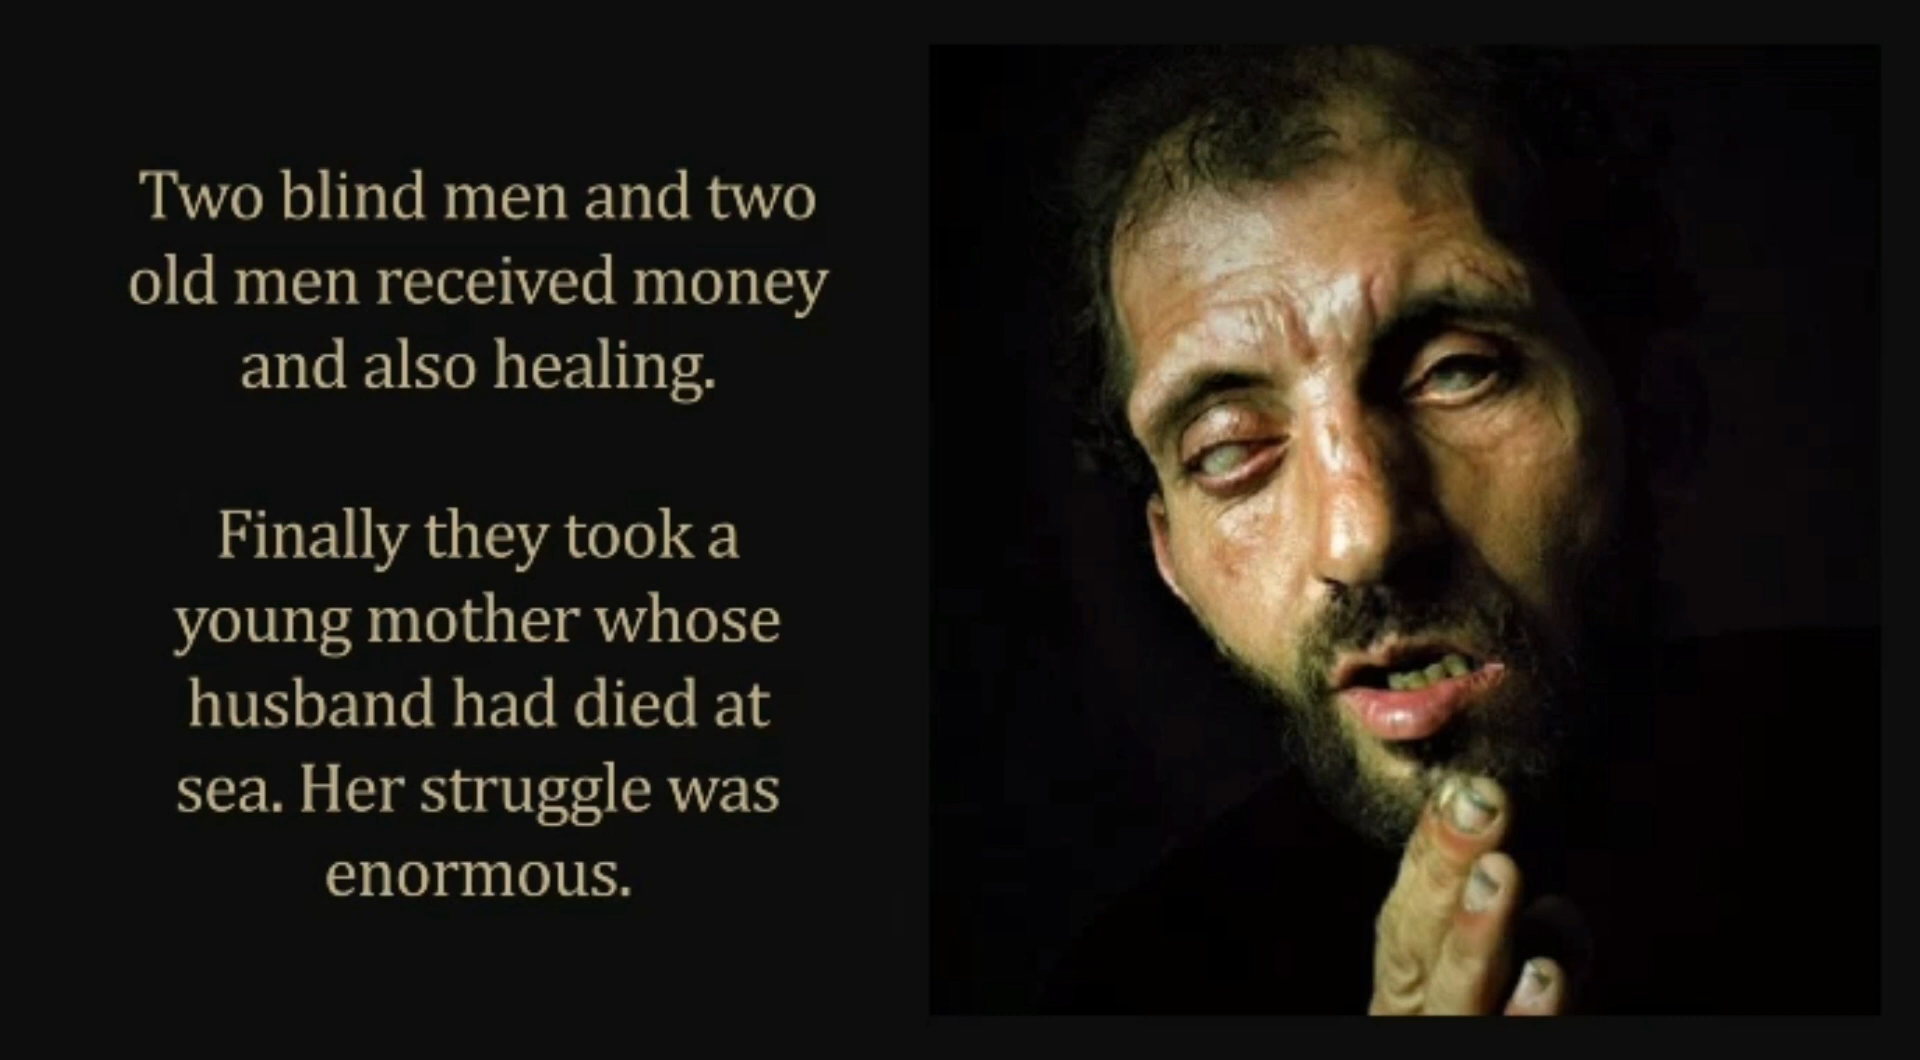 Two blind men and two
old men received money
and also healing.
Finally they took a
young mother whose
husband had died at
sea. Her struggle was
enormous.